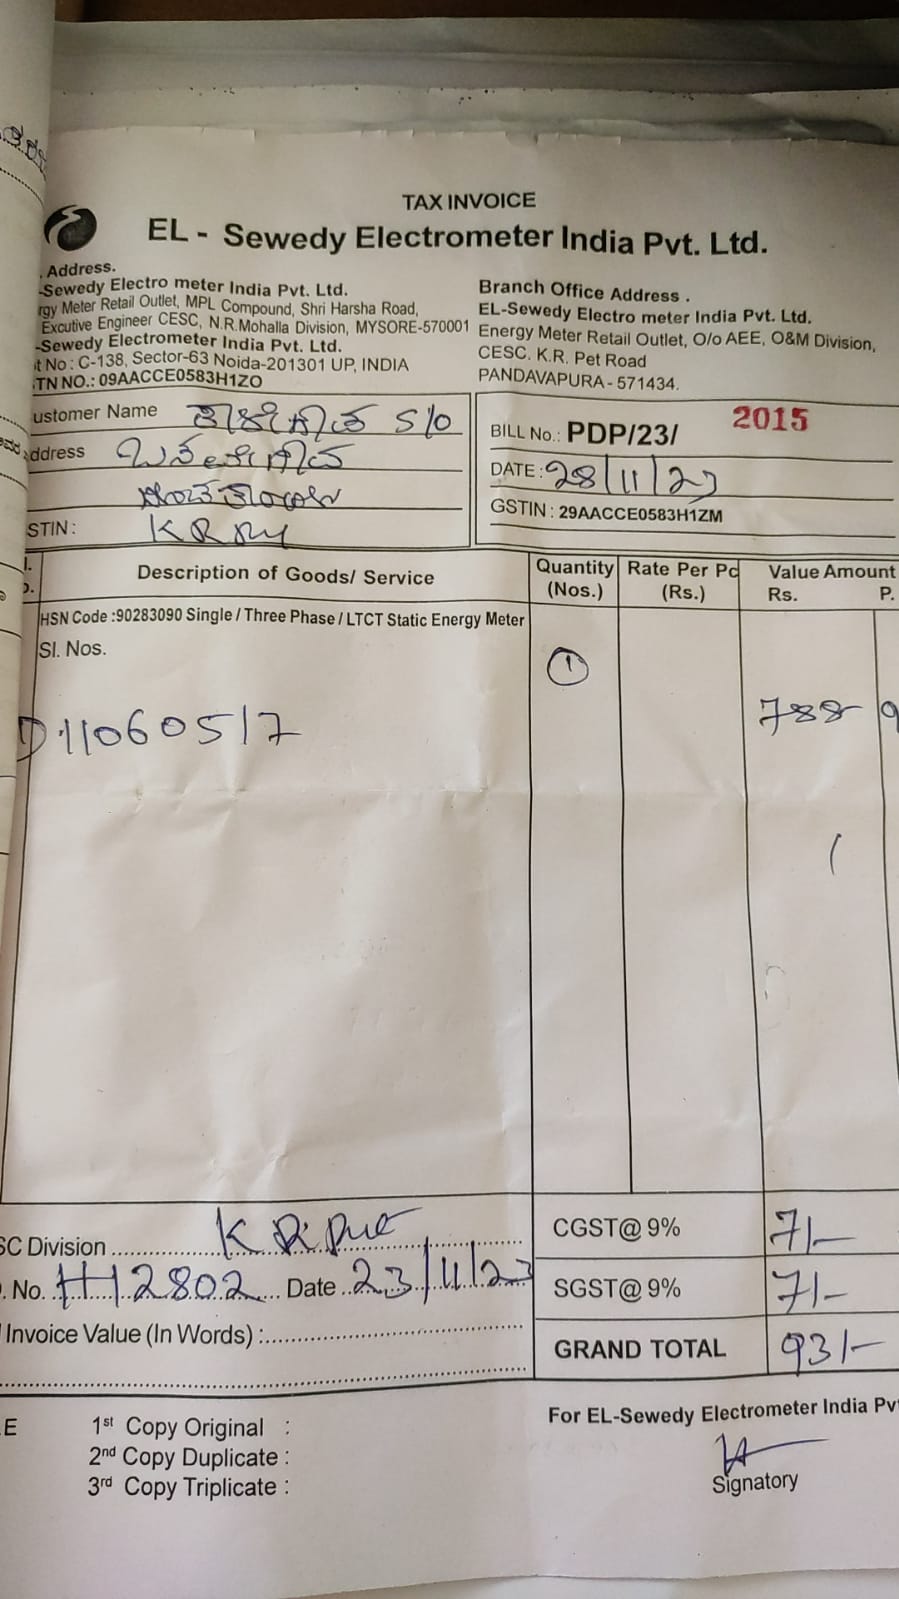 TAX INVOICE
EL - Sewedy Electrometer India Pvt. Ltd.
. Address.
-Sewedy Electro meter India Pvt. Ltd.
rgy Meter Retail Outlet, MPL Compound, Shri Harsha Road,
Excutive Engineer CESC, N.R.Mohalla Division, MYSORE-570001
-Sewedy Electrometer India Pvt. Ltd.
t No : C-138, Sector-63 Noida-201301 UP, INDIA
TN NO.: 09AACCE0583H1ZO
Branch Office Address .
EL-Sewedy Electro meter India Pvt. Ltd.
Energy Meter Retail Outlet, O/o AEE, O&M Division,
CESC. K.R. Pet Road
PANDAVAPURA - 571434.
ustomer Name S/o
ddress
STIN :
BILL No.: PDP/23/ 2015
DATE : 28/11/23
GSTIN : 29AACCE0583H1ZM
Description of Goods/ Service
Quantity (Nos.)
Rate Per Pc (Rs.)
Value Amount
Rs. P.
HSN Code :90283090 Single / Three Phase / LTCT Static Energy Meter
Sl. Nos.
1
D11060517
788 9
SC Division K R Pet
. No. H12802 Date 23/11/23
Invoice Value (In Words) :
CGST@ 9% 71-
SGST@ 9% 71-
GRAND TOTAL 931-
E 1st Copy Original :
2nd Copy Duplicate :
3rd Copy Triplicate :
For EL-Sewedy Electrometer India Pv
Signatory